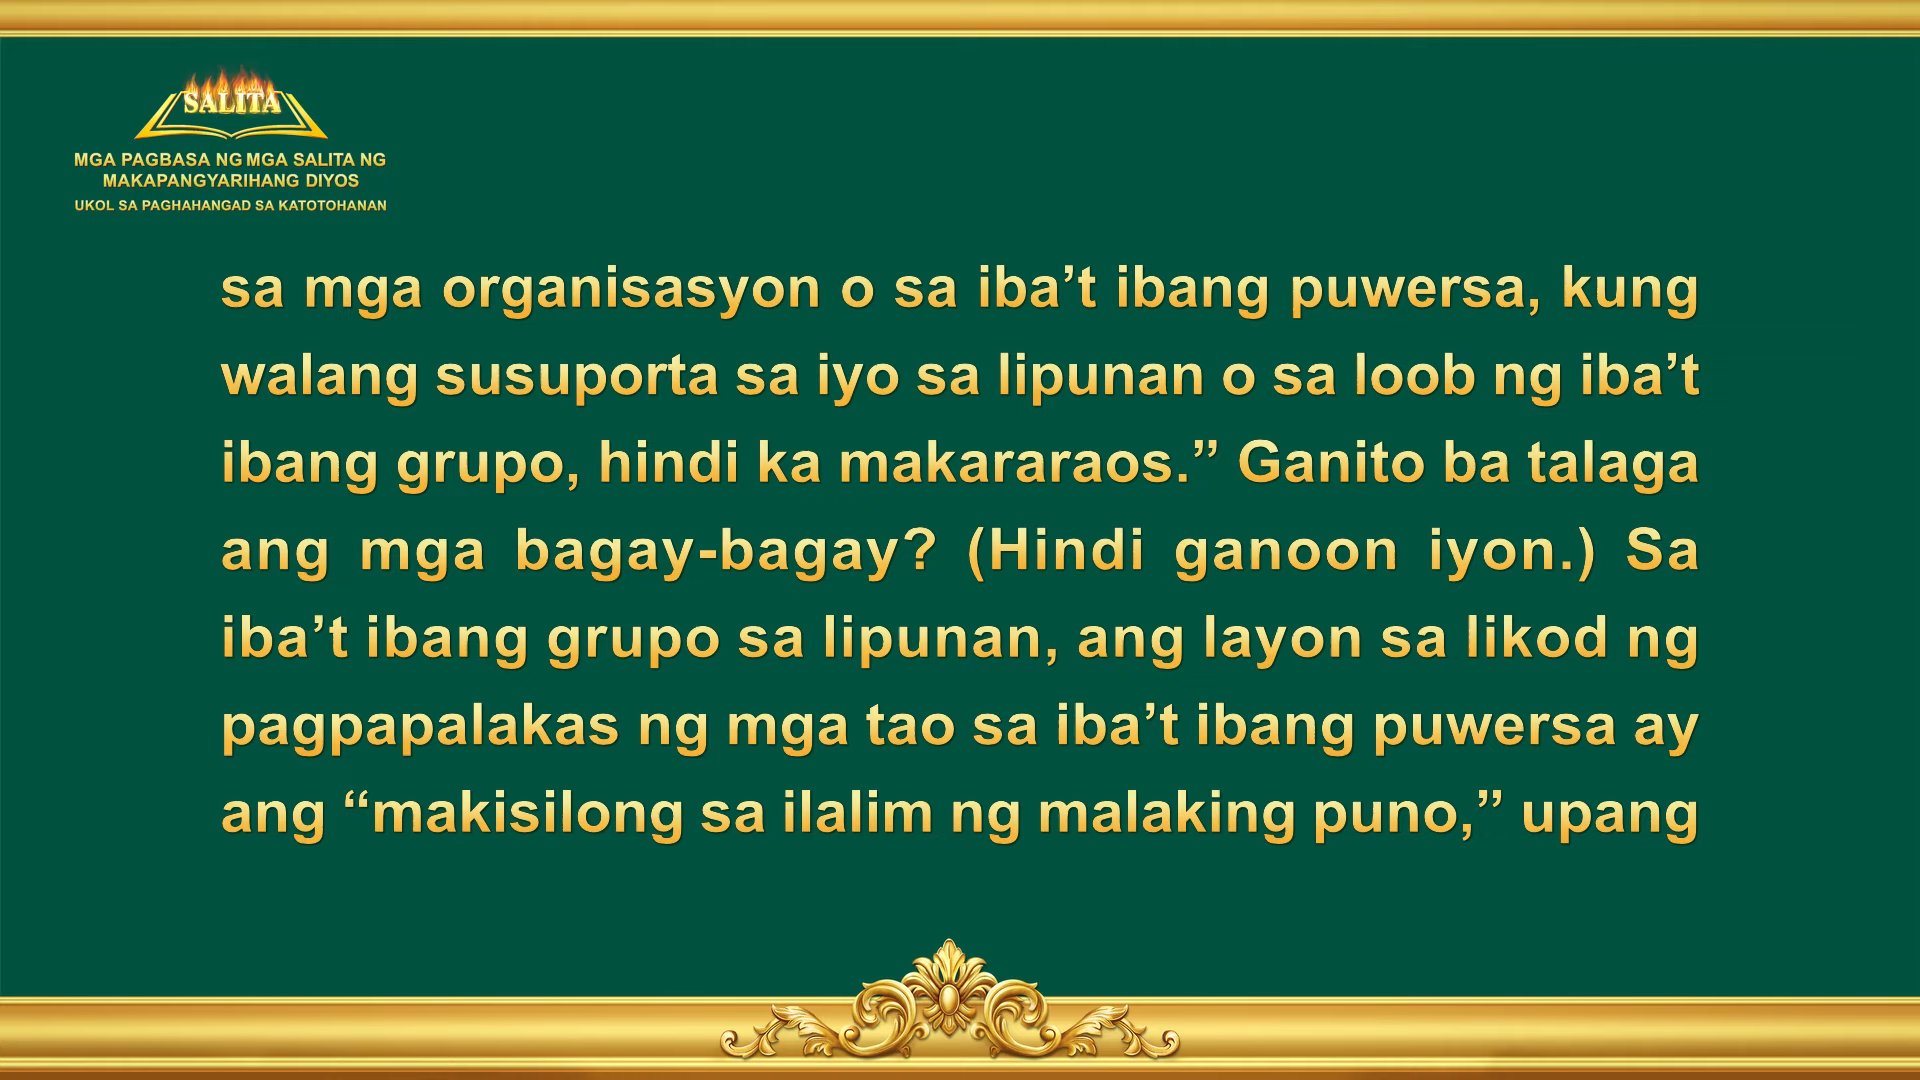 SALITA
MGA PAGBASA NG MGA SALITA NG
MAKAPANGYARIHANG DIYOS
UKOL SA PAGHAHANGAD SA KATOTOHANAN
sa mga organisasyon o sa iba’t ibang puwersa, kung
walang susuporta sa iyo sa lipunan o sa loob ng iba’t
ibang grupo, hindi ka makararaos.” Ganito ba talaga
ang mga bagay-bagay? (Hindi ganoon iyon.) Sa
iba’t ibang grupo sa lipunan, ang layon sa likod ng
pagpapalakas ng mga tao sa iba’t ibang puwersa ay
ang “makisilong sa ilalim ng malaking puno,” upang